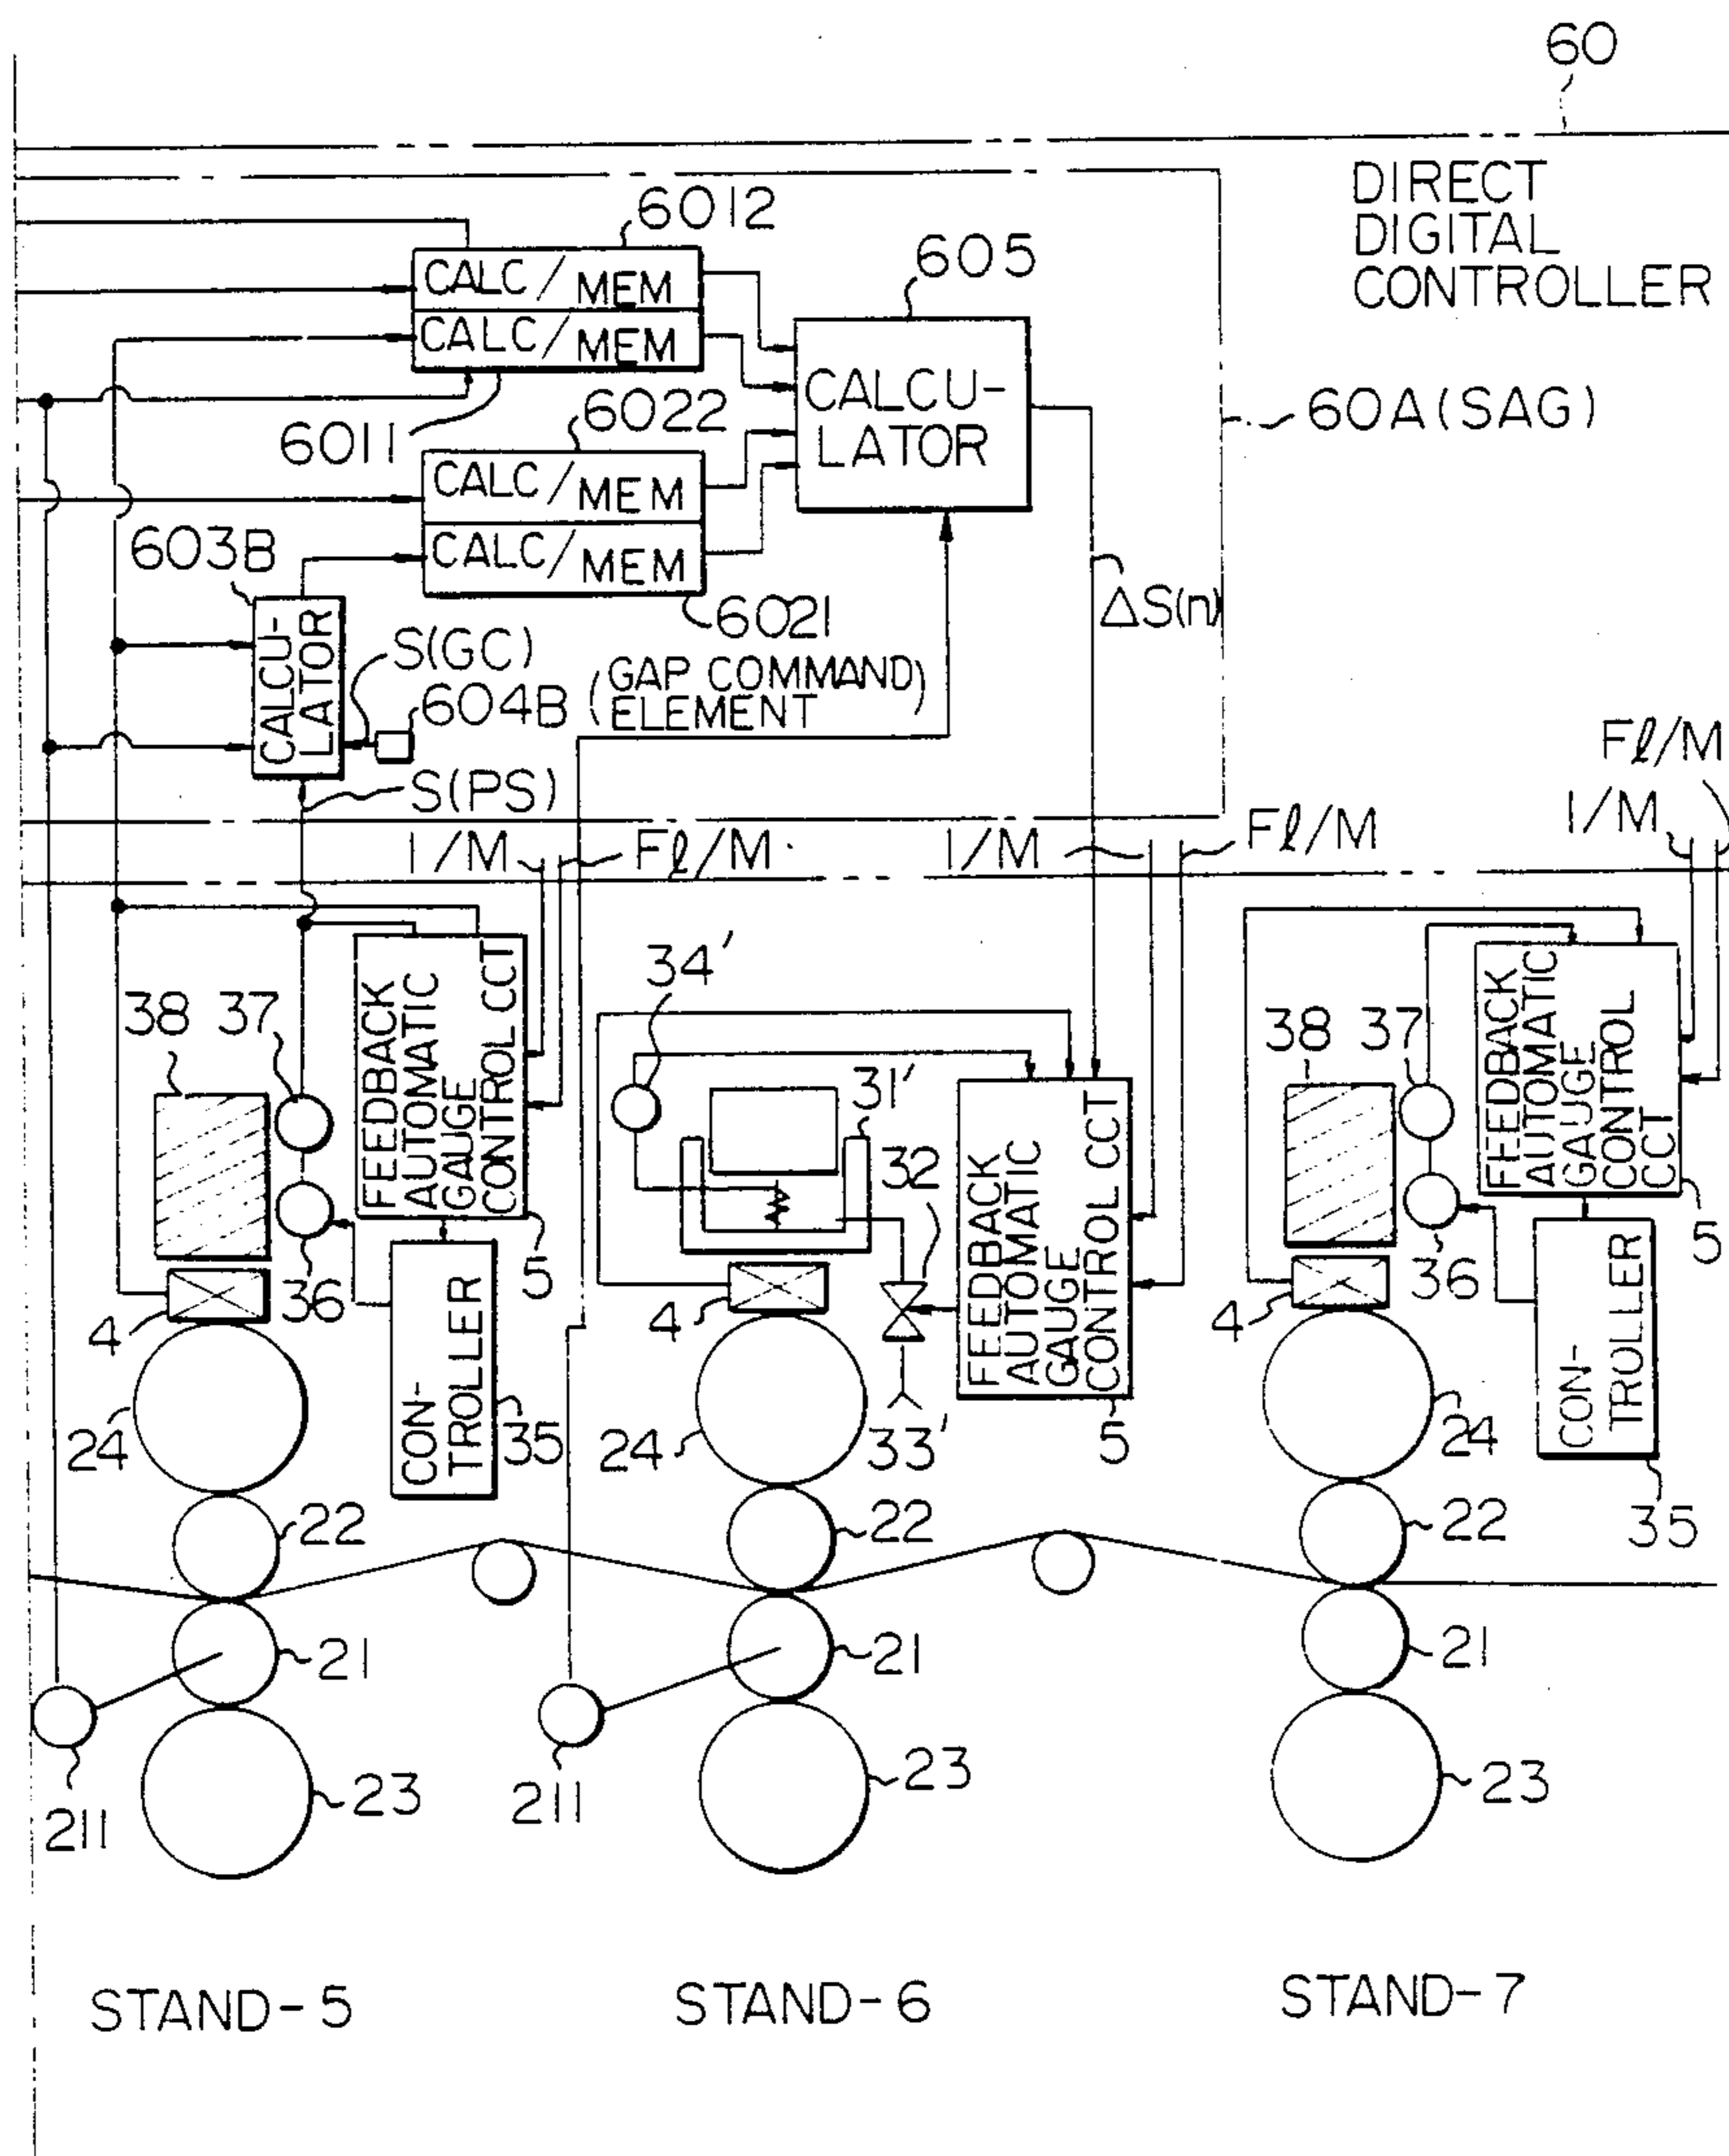 60
DIRECT
DIGITAL
CONTROLLER
6012
CALC/MEM
CALC/MEM
6011
605
CALCU-
LATOR
60A(SAG)
6022
CALC/MEM
CALC/MEM
6021
603B
CALCU-
LATOR
S(GC)
604B
(GAP COMMAND)
ELEMENT
S(PS)
ΔS(n)
1/M
Fℓ/M
1/M
Fℓ/M
1/M
Fℓ/M
38
37
36
FEEDBACK
AUTOMATIC
GAUGE
CONTROL CCT
5
4
CON-
TROLLER
35
24
22
21
23
211
34'
31'
32
33'
FEEDBACK
AUTOMATIC
GAUGE
CONTROL CCT
5
4
24
22
21
23
211
38
37
36
FEEDBACK
AUTOMATIC
GAUGE
CONTROL
CCT
5
4
CON-
TROLLER
35
24
22
21
23
STAND-5
STAND-6
STAND-7